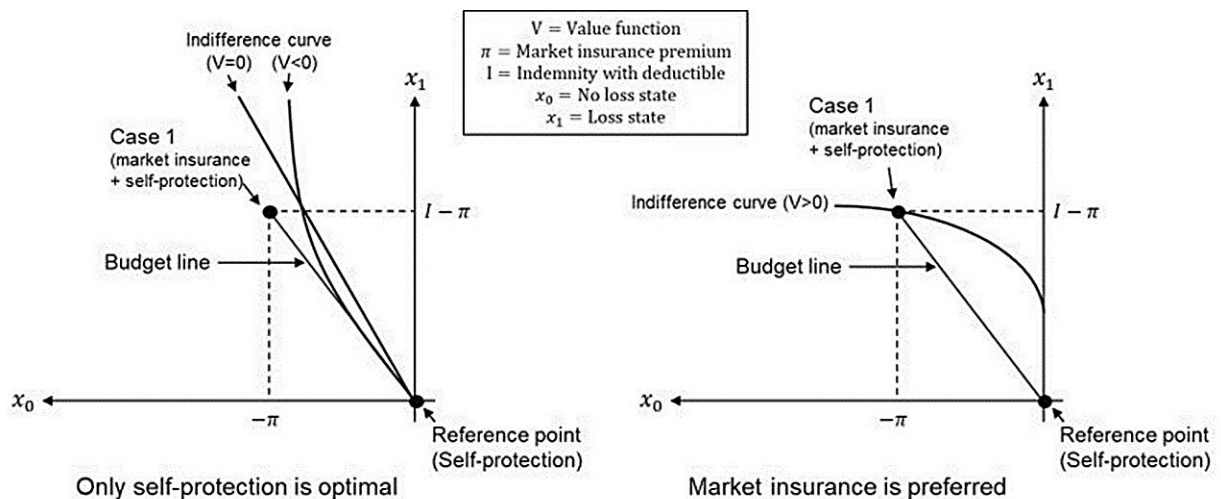 Indifference curve
(V=0) (V<0)
x₁
Case 1
(market insurance
+ self-protection)
I − π
Budget line
x₀
−π
Reference point
(Self-protection)
Only self-protection is optimal
V = Value function
π = Market insurance premium
I = Indemnity with deductible
x₀ = No loss state
x₁ = Loss state
x₁
Case 1
(market insurance
+ self-protection)
Indifference curve (V>0)
I − π
Budget line
x₀
−π
Reference point
(Self-protection)
Market insurance is preferred